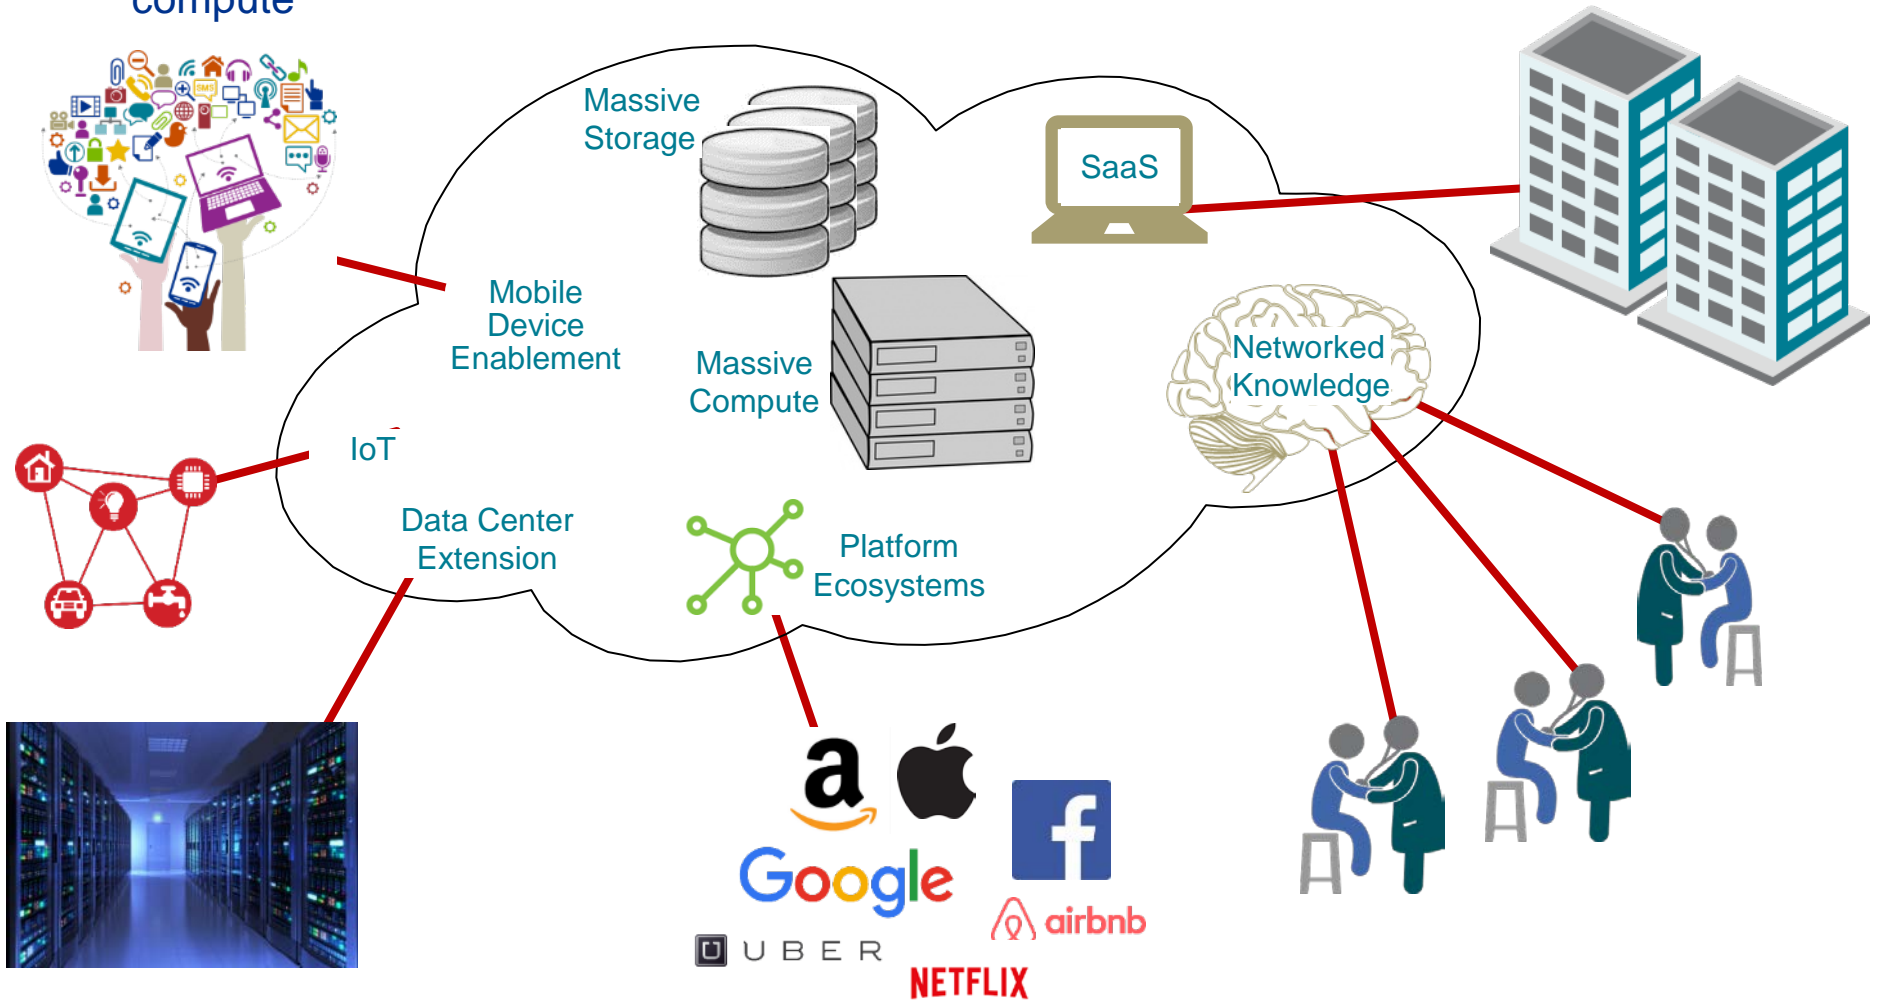 compute
SMS
Massive
Storage
SaaS
Mobile
Device
Enablement
Massive
Compute
Networked
Knowledge
IoT
Data Center
Extension
Platform
Ecosystems
a
f
Google
airbnb
U UBER
NETFLIX